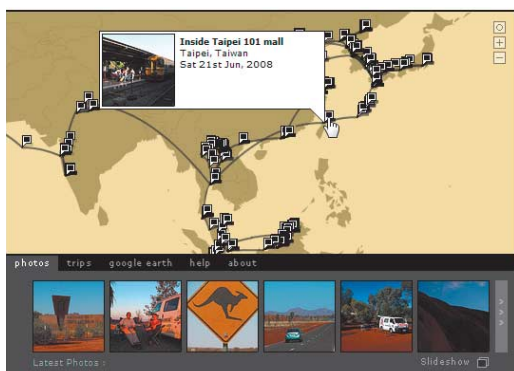 Inside Taipei 101 mall
Taipei, Taiwan
Sat 21st Jun, 2008
photos trips google earth help about
Latest Photos :
Slideshow